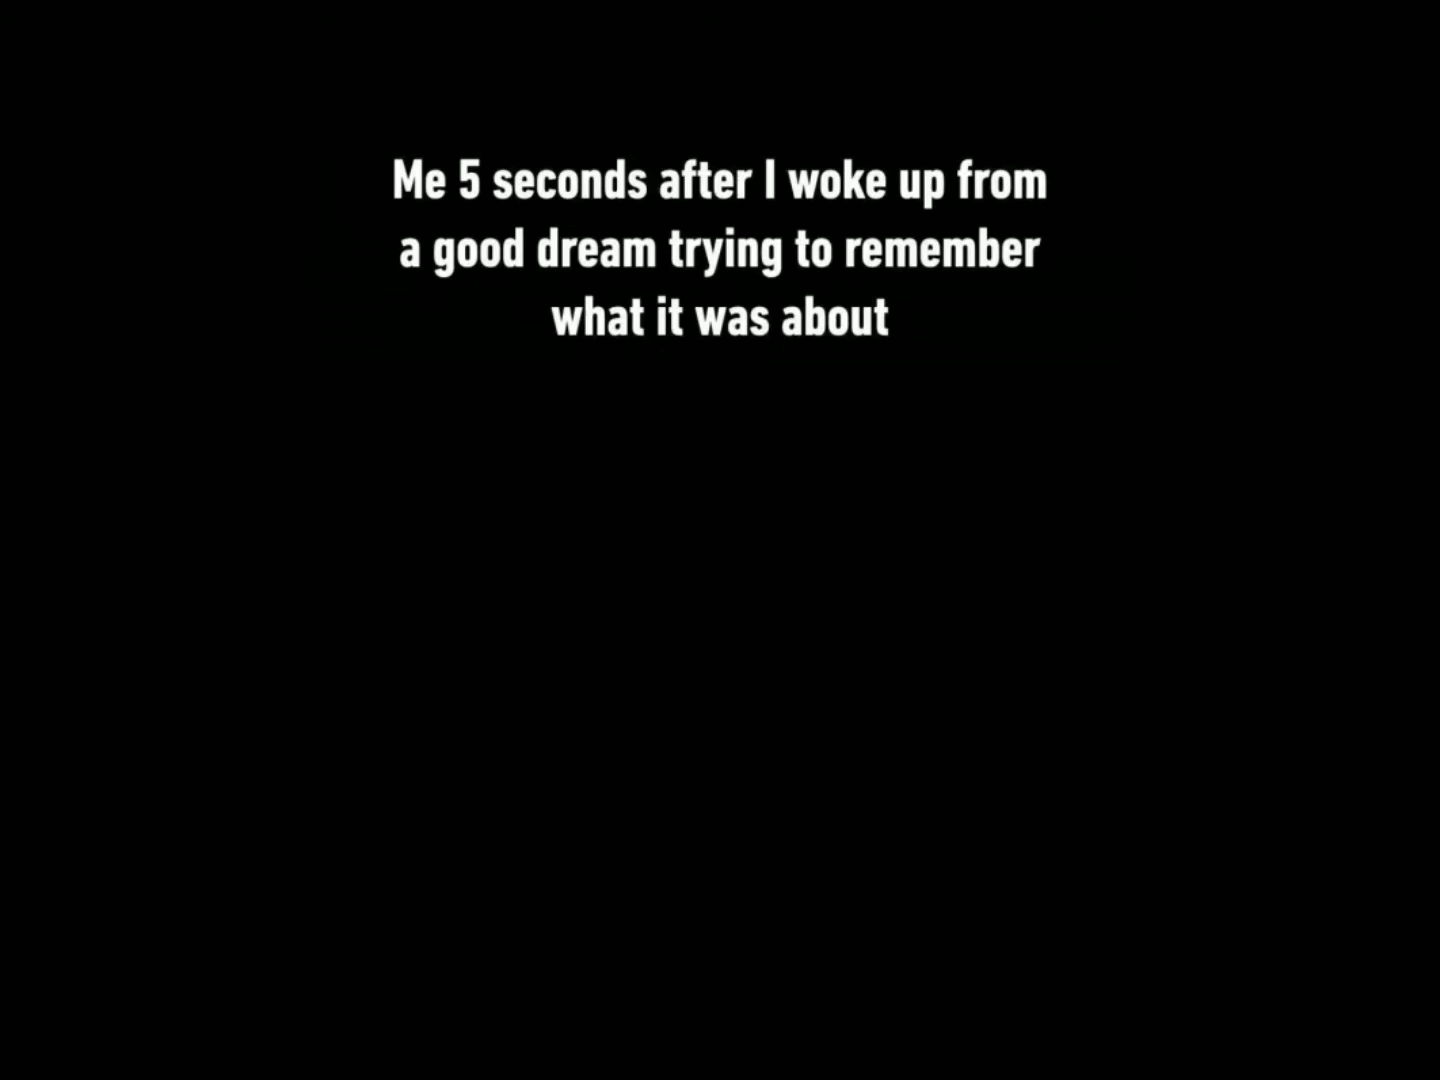 Me 5 seconds after I woke up from
a good dream trying to remember
what it was about